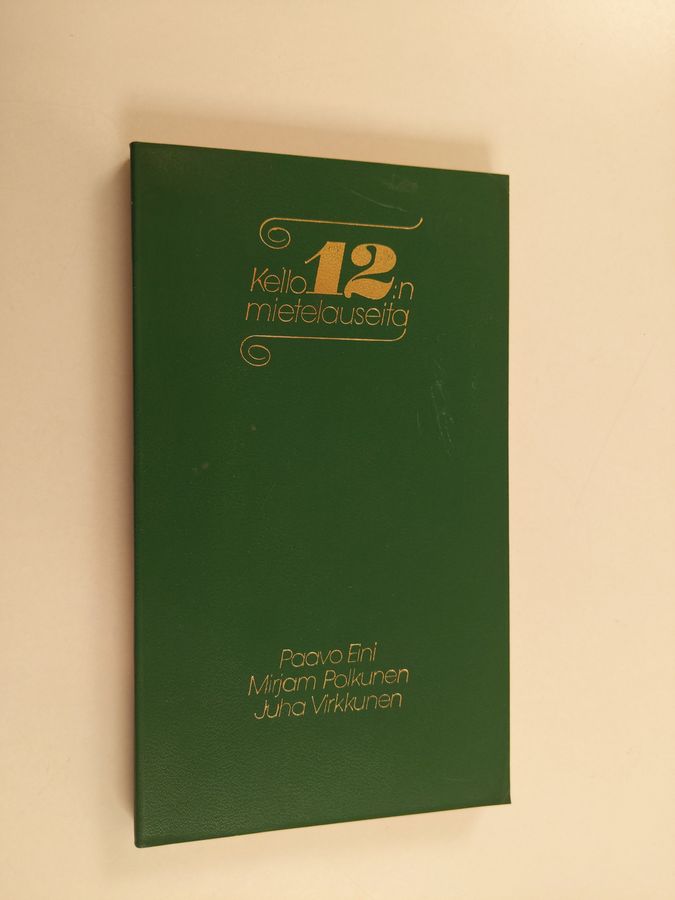 Kello 12:n
mietelauseita
Paavo Eini
Mirjam Polkunen
Juha Virkkunen